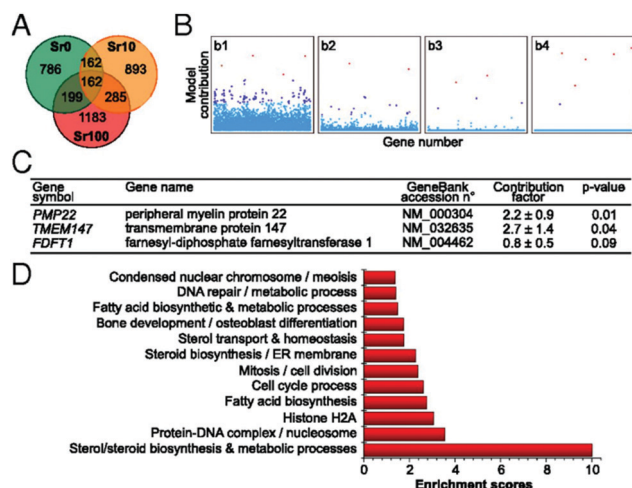 A
Sr0
Sr10
786
162
893
162
199
285
1183
Sr100
B
b1
b2
b3
b4
Model contribution
Gene number
C
Gene symbol Gene name GeneBank accession n° Contribution factor p-value
PMP22 peripheral myelin protein 22 NM_000304 2.2 ± 0.9 0.01
TMEM147 transmembrane protein 147 NM_032635 2.7 ± 1.4 0.04
FDFT1 farnesyl-diphosphate farnesyltransferase 1 NM_004462 0.8 ± 0.5 0.09
D
Condensed nuclear chromosome / meoisis
DNA repair / metabolic process
Fatty acid biosynthetic & metabolic processes
Bone development / osteoblast differentiation
Sterol transport & homeostasis
Steroid biosynthesis / ER membrane
Mitosis / cell division
Cell cycle process
Fatty acid biosynthesis
Histone H2A
Protein-DNA complex / nucleosome
Sterol/steroid biosynthesis & metabolic processes
0 2 4 6 8 10
Enrichment scores